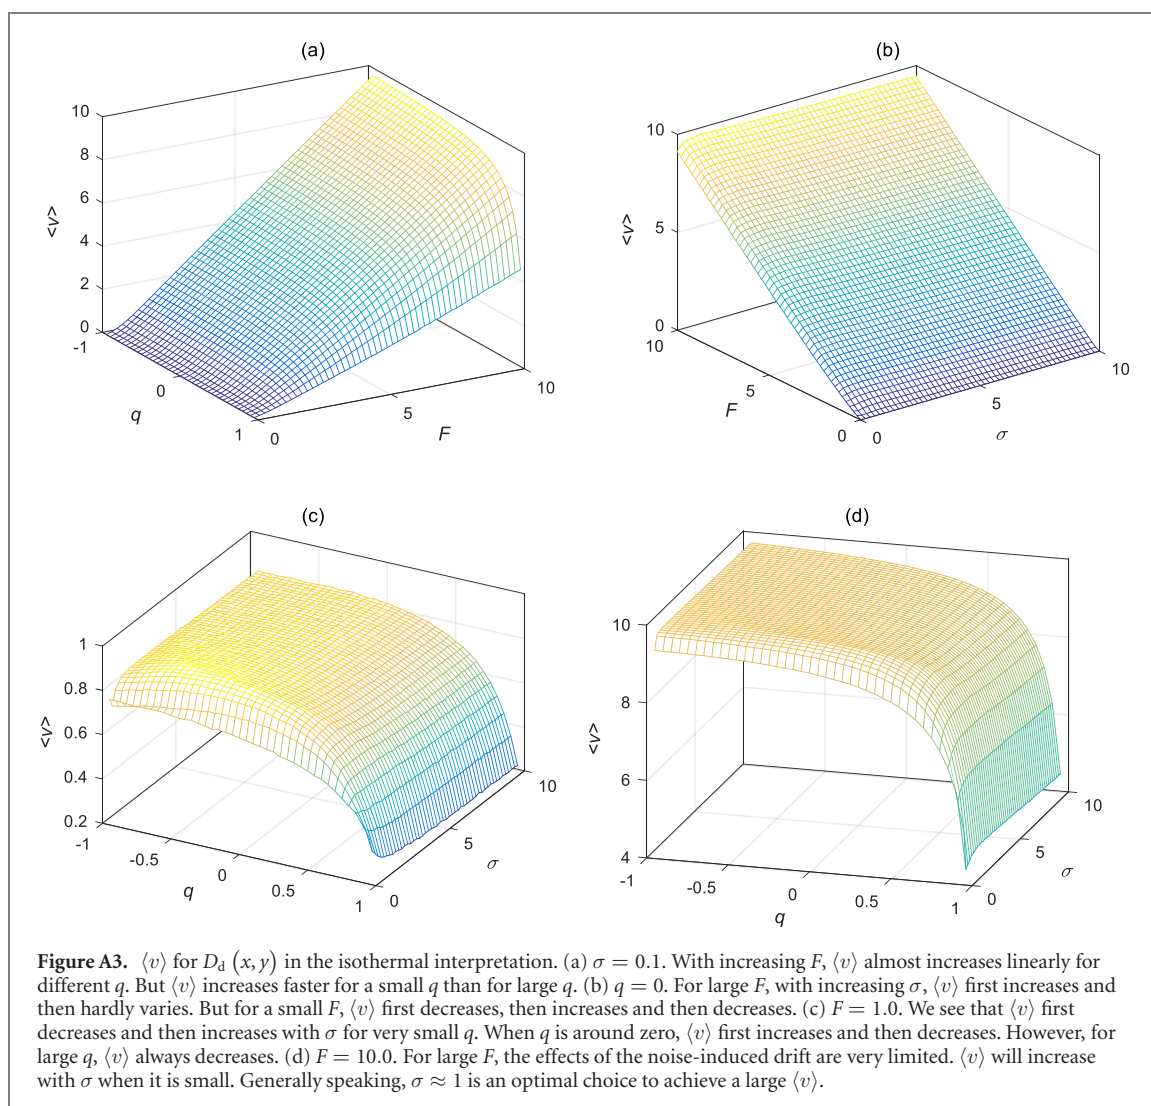 (a)
10
8
6
4
2
0
<v>
-1
0
1
q
0
5
10
F
(b)
10
5
0
<v>
10
5
0
F
0
5
10
σ
(c)
1
0.8
0.6
0.4
0.2
<v>
-1
-0.5
0
0.5
1
q
0
5
10
σ
(d)
10
8
6
4
<v>
-1
-0.5
0
0.5
1
q
0
5
10
σ
Figure A3. ⟨v⟩ for D_d (x, y) in the isothermal interpretation. (a) σ = 0.1. With increasing F, ⟨v⟩ almost increases linearly for
different q. But ⟨v⟩ increases faster for a small q than for large q. (b) q = 0. For large F, with increasing σ, ⟨v⟩ first increases and
then hardly varies. But for a small F, ⟨v⟩ first decreases, then increases and then decreases. (c) F = 1.0. We see that ⟨v⟩ first
decreases and then increases with σ for very small q. When q is around zero, ⟨v⟩ first increases and then decreases. However, for
large q, ⟨v⟩ always decreases. (d) F = 10.0. For large F, the effects of the noise-induced drift are very limited. ⟨v⟩ will increase
with σ when it is small. Generally speaking, σ ≈ 1 is an optimal choice to achieve a large ⟨v⟩.